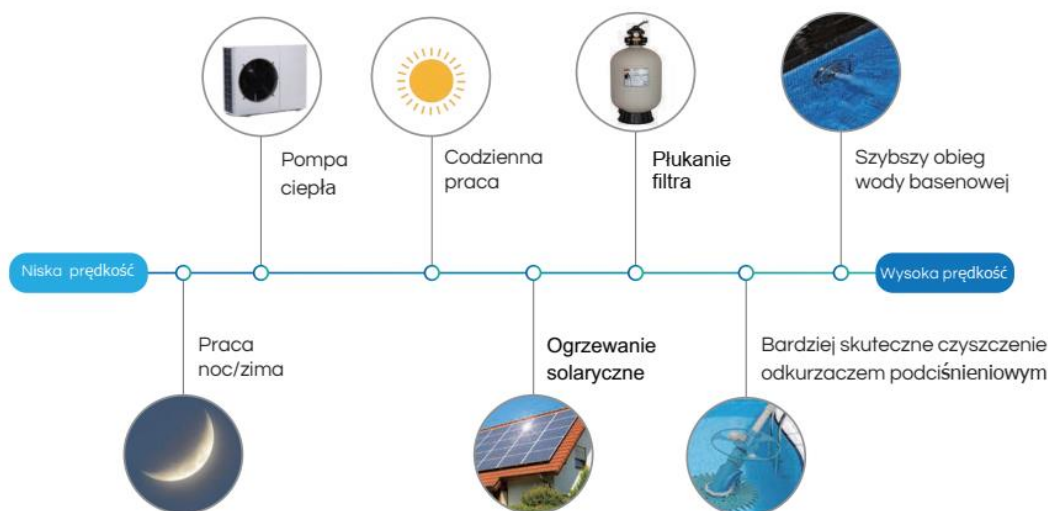 Pompa
ciepła
Codzienna
praca
Płukanie
filtra
Szybszy obieg
wody basenowej
Niska prędkość
Wysoka prędkość
Praca
noc/zima
Ogrzewanie
solaryczne
Bardziej skuteczne czyszczenie
odkurzaczem podciśnieniowym